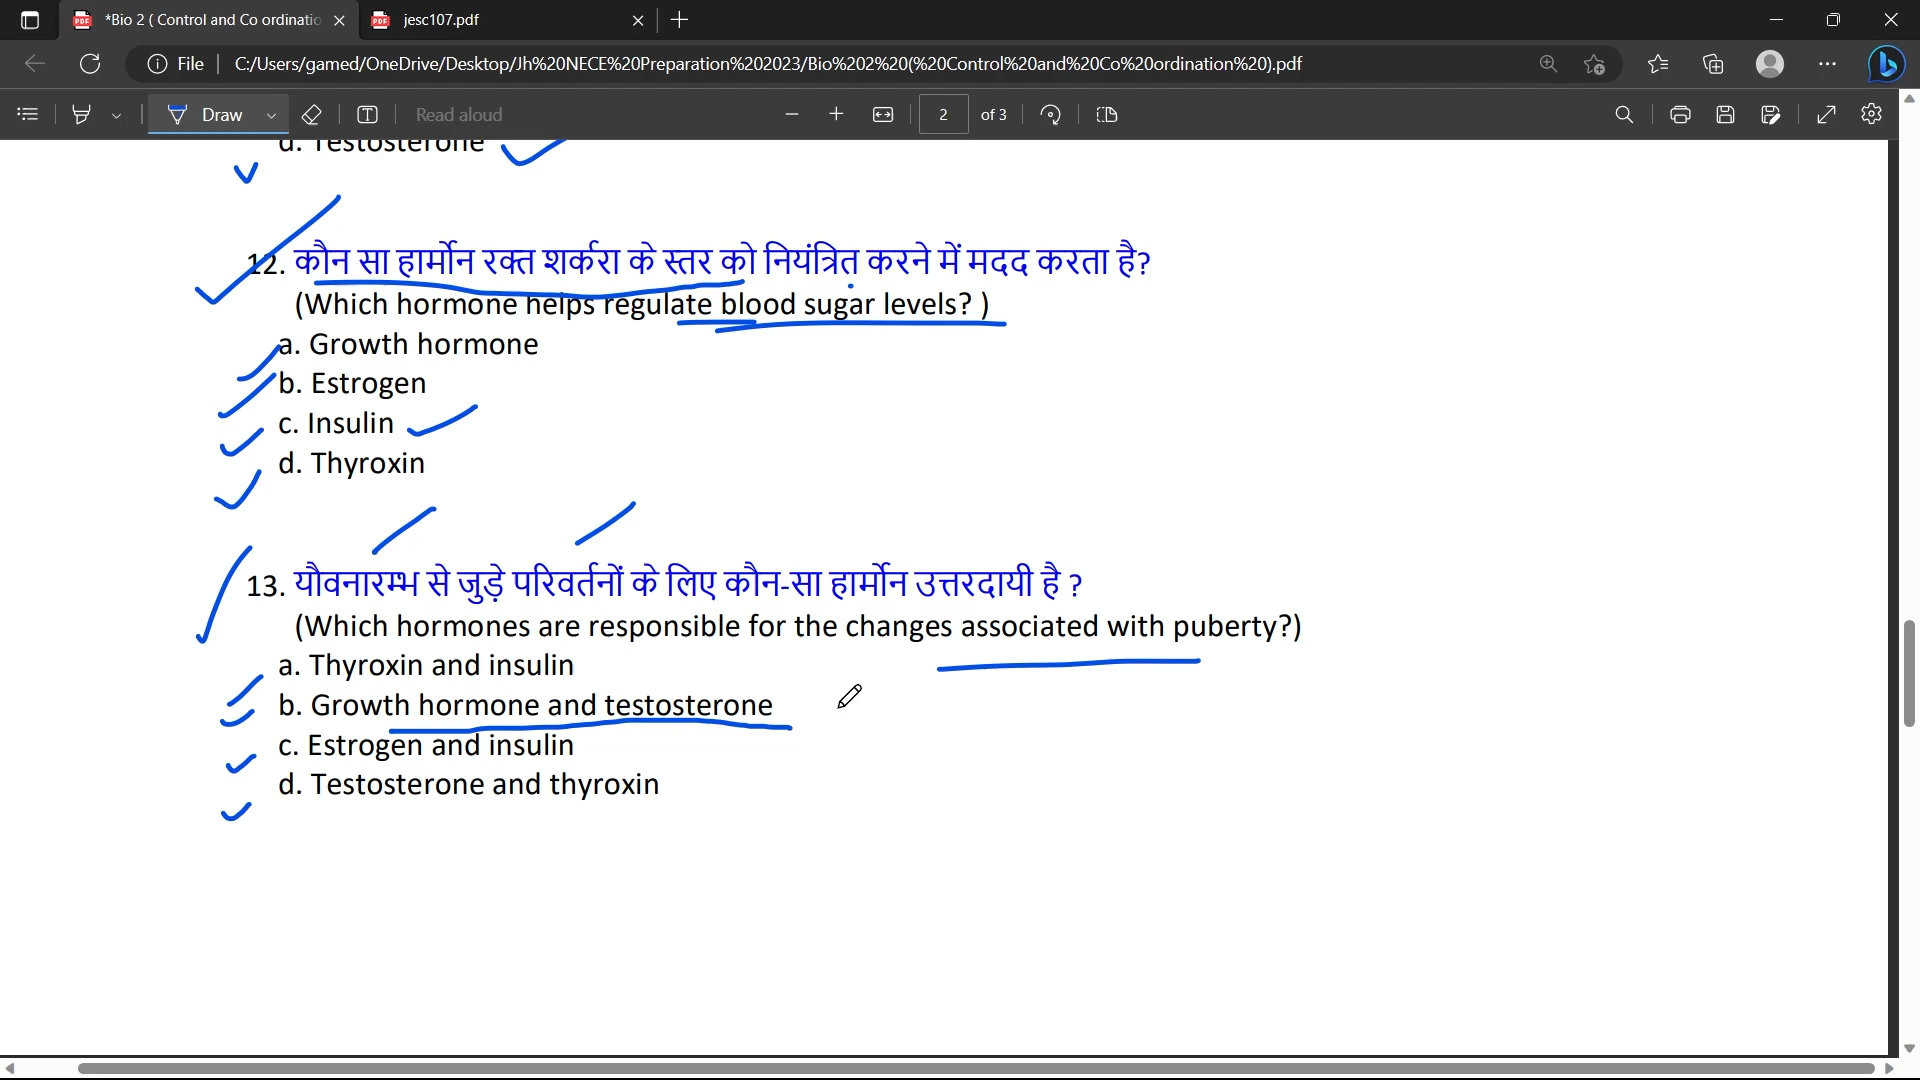 *Bio 2 ( Control and Co ordinatio
jesc107.pdf
File
C:/Users/gamed/OneDrive/Desktop/Jh%20NECE%20Preparation%202023/Bio%202%20(%20Control%20and%20Co%20ordination%20).pdf
Draw
Read aloud
2
of 3
d. Testosterone
12. कौन सा हार्मोन रक्त शर्करा के स्तर को नियंत्रित करने में मदद करता है?
(Which hormone helps regulate blood sugar levels? )
a. Growth hormone
b. Estrogen
c. Insulin
d. Thyroxin
13. यौवनारम्भ से जुड़े परिवर्तनों के लिए कौन-सा हार्मोन उत्तरदायी है ?
(Which hormones are responsible for the changes associated with puberty?)
a. Thyroxin and insulin
b. Growth hormone and testosterone
c. Estrogen and insulin
d. Testosterone and thyroxin